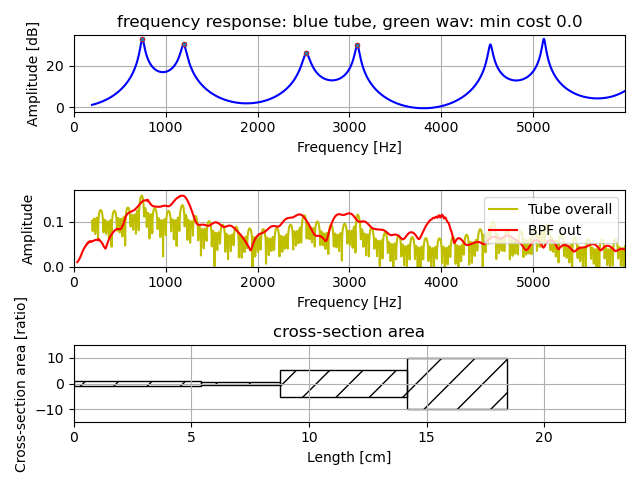 frequency response: blue tube, green wav: min cost 0.0
Amplitude [dB]
20
0
0 1000 2000 3000 4000 5000
Frequency [Hz]
Amplitude
0.1
0.0
Tube overall
BPF out
0 1000 2000 3000 4000 5000
Frequency [Hz]
cross-section area
Cross-section area [ratio]
10
0
−10
0 5 10 15 20
Length [cm]